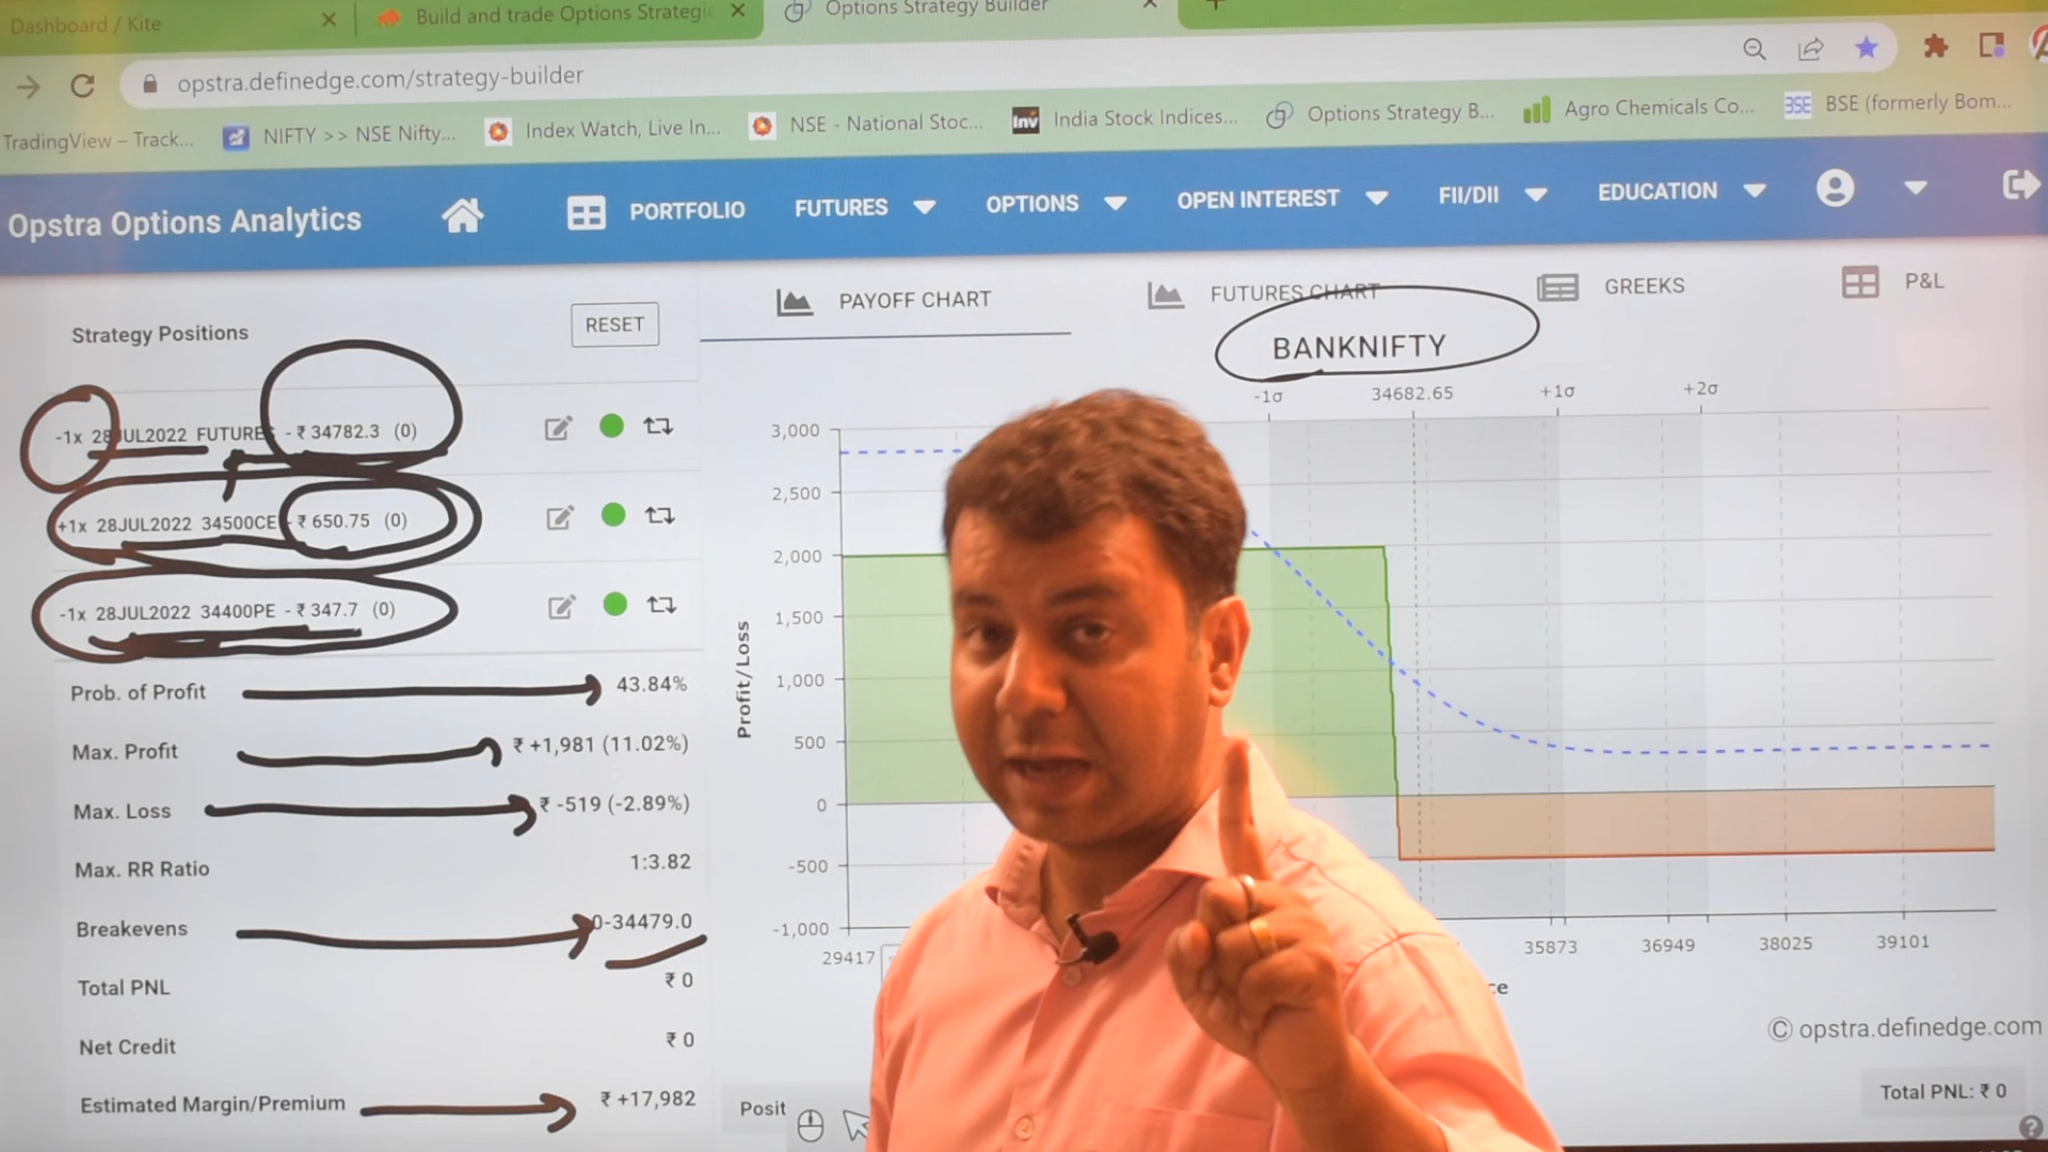 Dashboard / Kite
Build and trade Options Strategi
Options Strategy Builder
opstra.definedge.com/strategy-builder
TradingView – Track...
NIFTY >> NSE Nifty...
Index Watch, Live In...
NSE - National Stoc...
Inv
India Stock Indices...
Options Strategy B...
Agro Chemicals Co...
BSE
BSE (formerly Bom...
Opstra Options Analytics
PORTFOLIO
FUTURES
OPTIONS
OPEN INTEREST
FII/DII
EDUCATION
PAYOFF CHART
FUTURES CHART
GREEKS
P&L
Strategy Positions
RESET
BANKNIFTY
-1σ
34682.65
+1σ
+2σ
-1x 28JUL2022 FUTURES - ₹ 34782.3 (0)
+1x 28JUL2022 34500CE - ₹ 650.75 (0)
-1x 28JUL2022 34400PE - ₹ 347.7 (0)
Prob. of Profit 43.84%
Max. Profit ₹ +1,981 (11.02%)
Max. Loss ₹ -519 (-2.89%)
Max. RR Ratio 1:3.82
Breakevens 0-34479.0
Total PNL ₹ 0
Net Credit ₹ 0
Estimated Margin/Premium ₹ +17,982
Profit/Loss
3,000
2,500
2,000
1,500
1,000
500
0
-500
-1,000
29417
35873
36949
38025
39101
ce
© opstra.definedge.com
Posit
Total PNL: ₹ 0